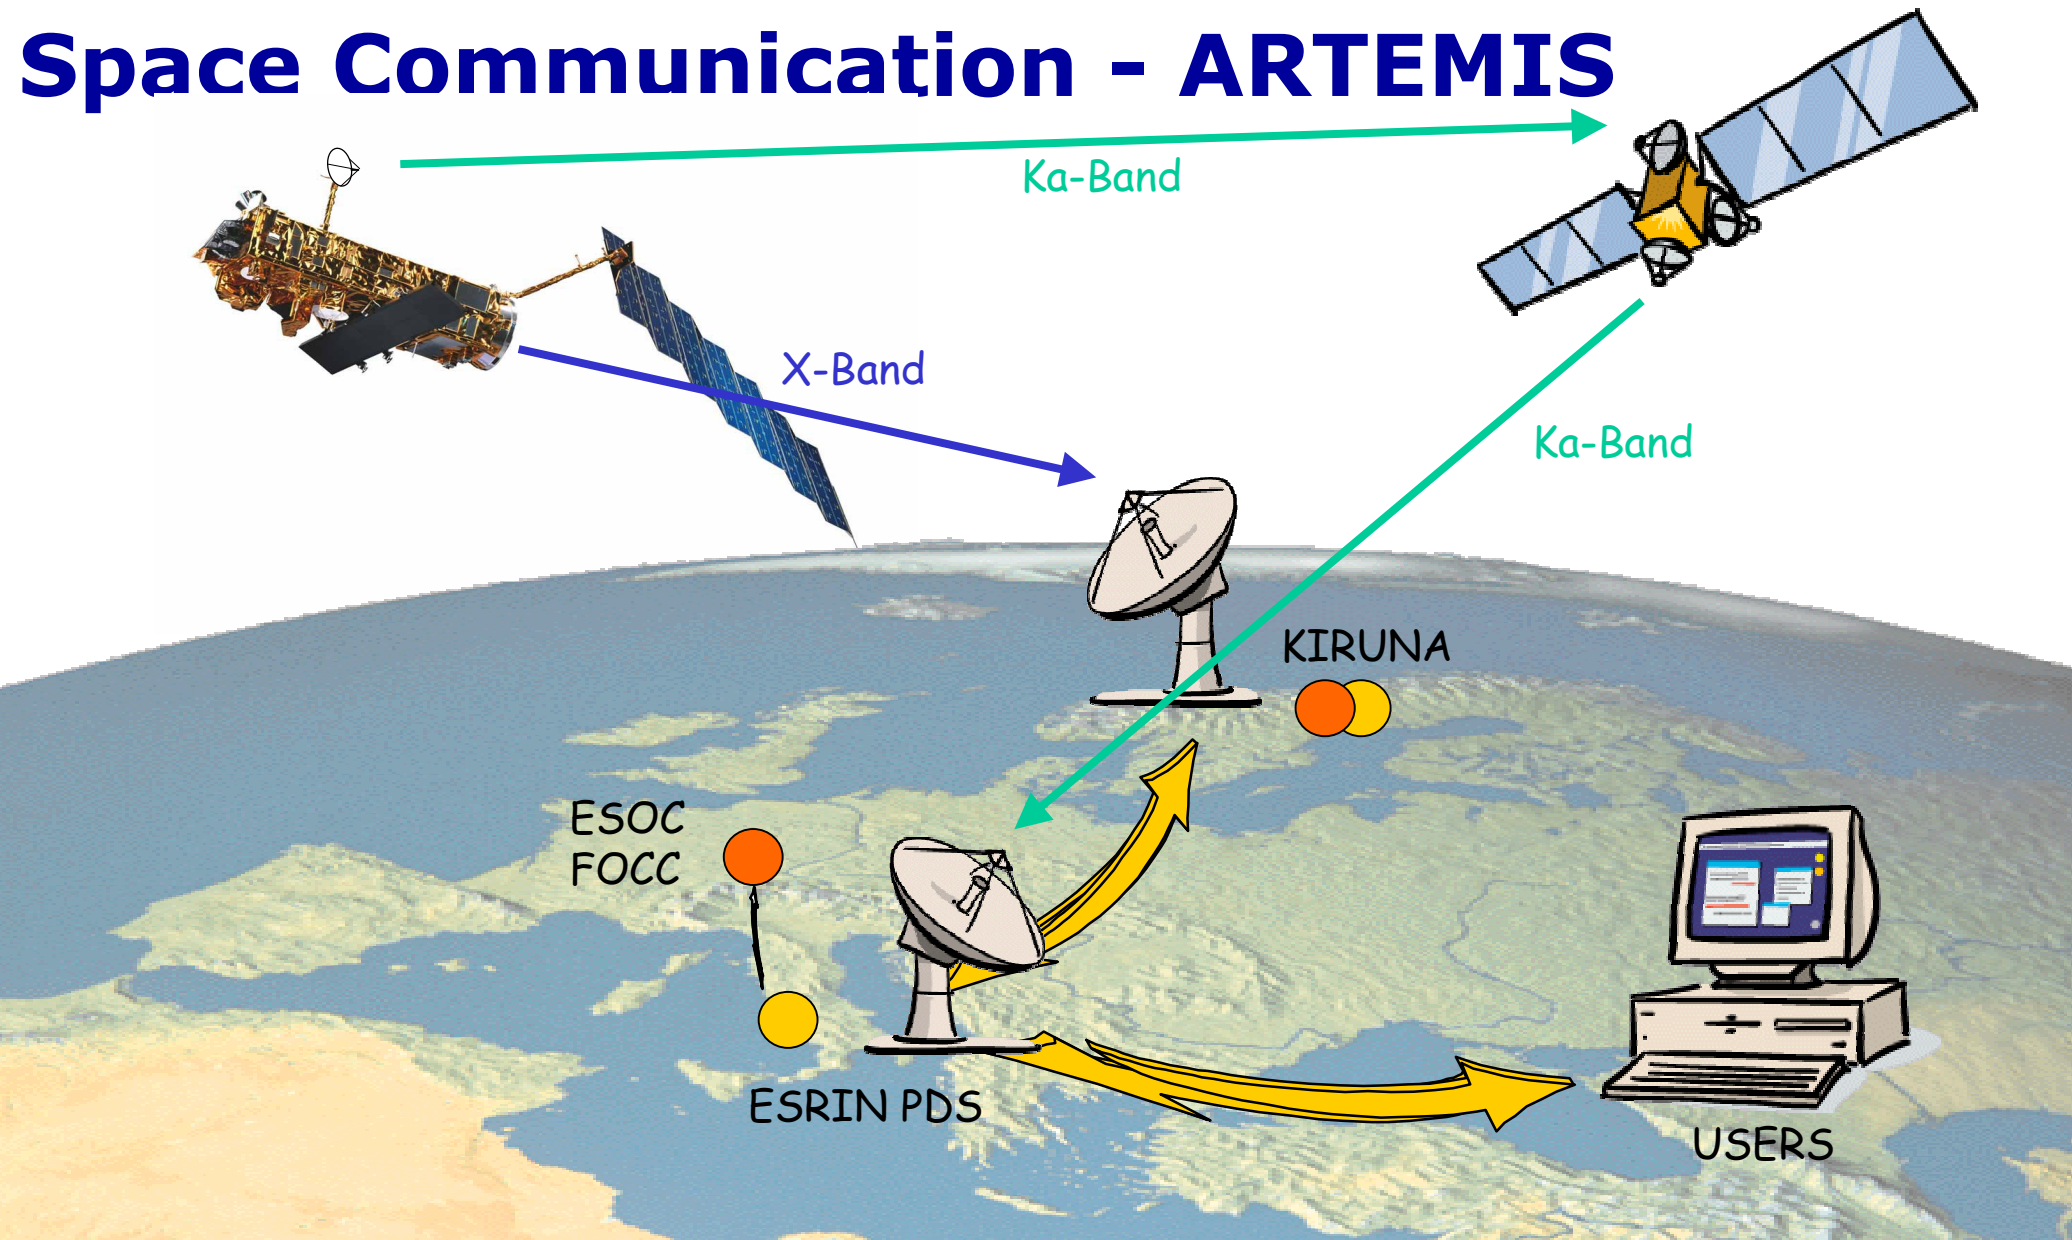 Space Communication - ARTEMIS
Ka-Band
X-Band
Ka-Band
KIRUNA
ESOC
FOCC
ESRIN PDS
USERS